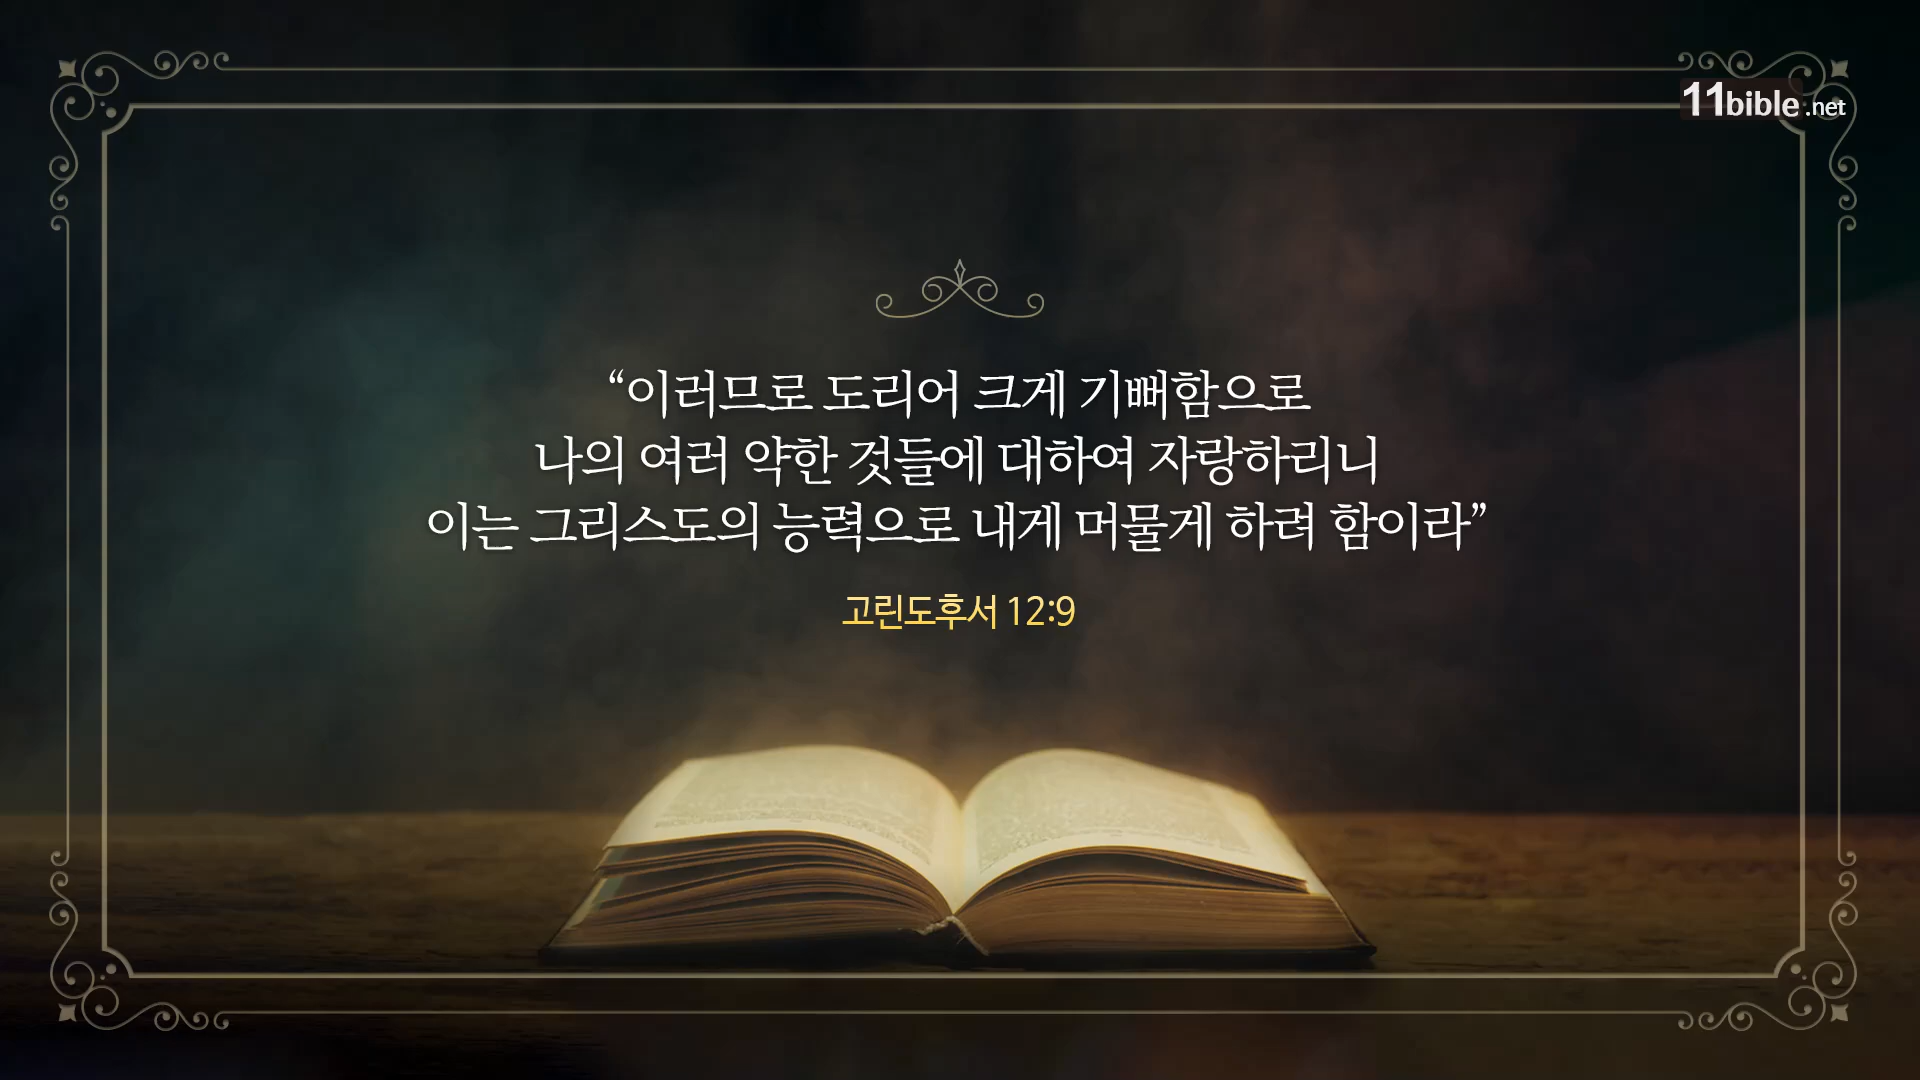 11bible.net
“이러므로 도리어 크게 기뻐함으로
나의 여러 약한 것들에 대하여 자랑하리니
이는 그리스도의 능력으로 내게 머물게 하려 함이라”
고린도후서 12:9